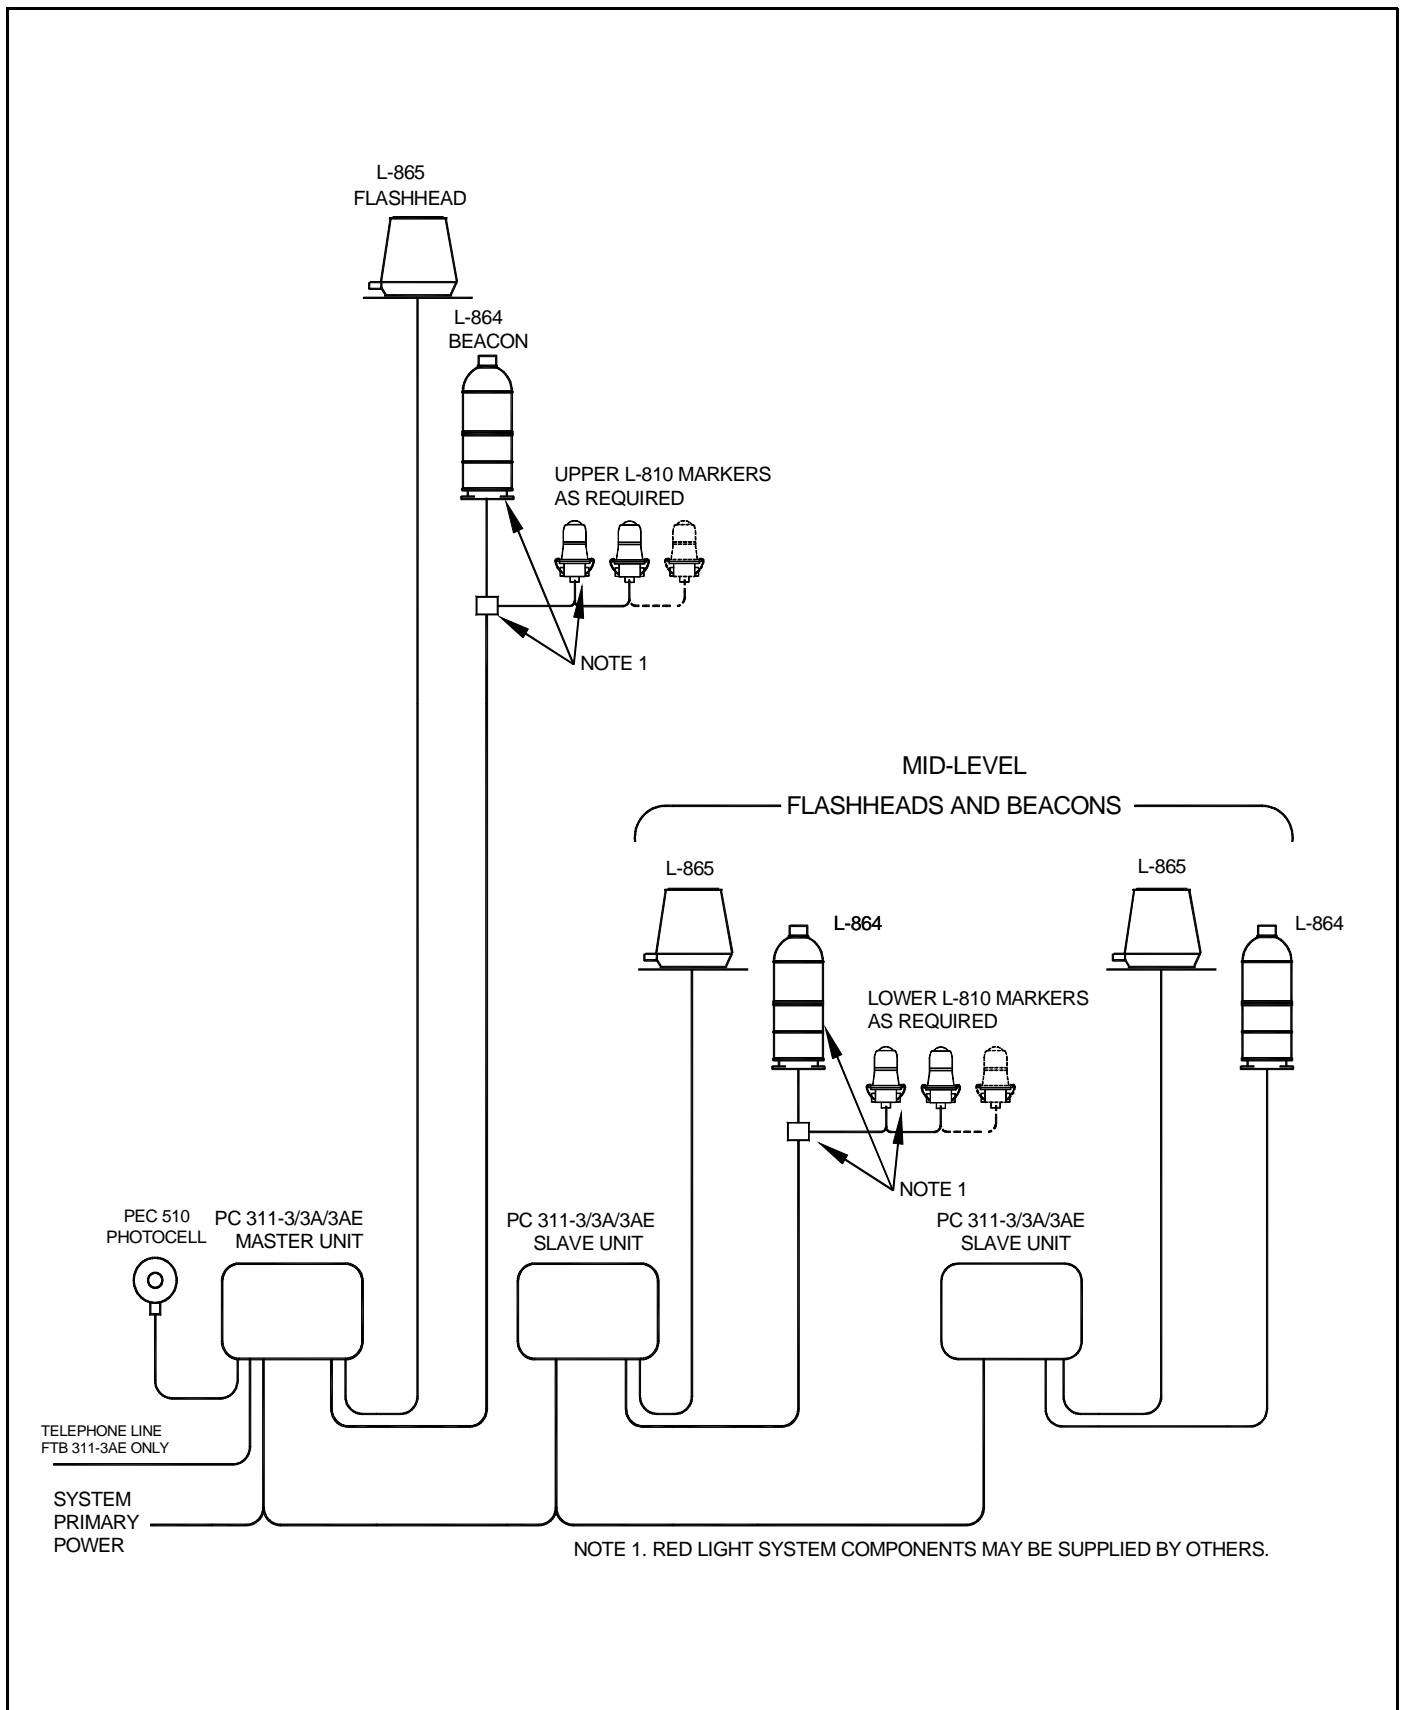 L-865
FLASHHEAD
L-864
BEACON
UPPER L-810 MARKERS
AS REQUIRED
NOTE 1
MID-LEVEL
FLASHHEADS AND BEACONS
L-865
L-864
L-865
L-864
LOWER L-810 MARKERS
AS REQUIRED
NOTE 1
PEC 510
PHOTOCELL
PC 311-3/3A/3AE
MASTER UNIT
PC 311-3/3A/3AE
SLAVE UNIT
PC 311-3/3A/3AE
SLAVE UNIT
TELEPHONE LINE
FTB 311-3AE ONLY
SYSTEM
PRIMARY
POWER
NOTE 1. RED LIGHT SYSTEM COMPONENTS MAY BE SUPPLIED BY OTHERS.